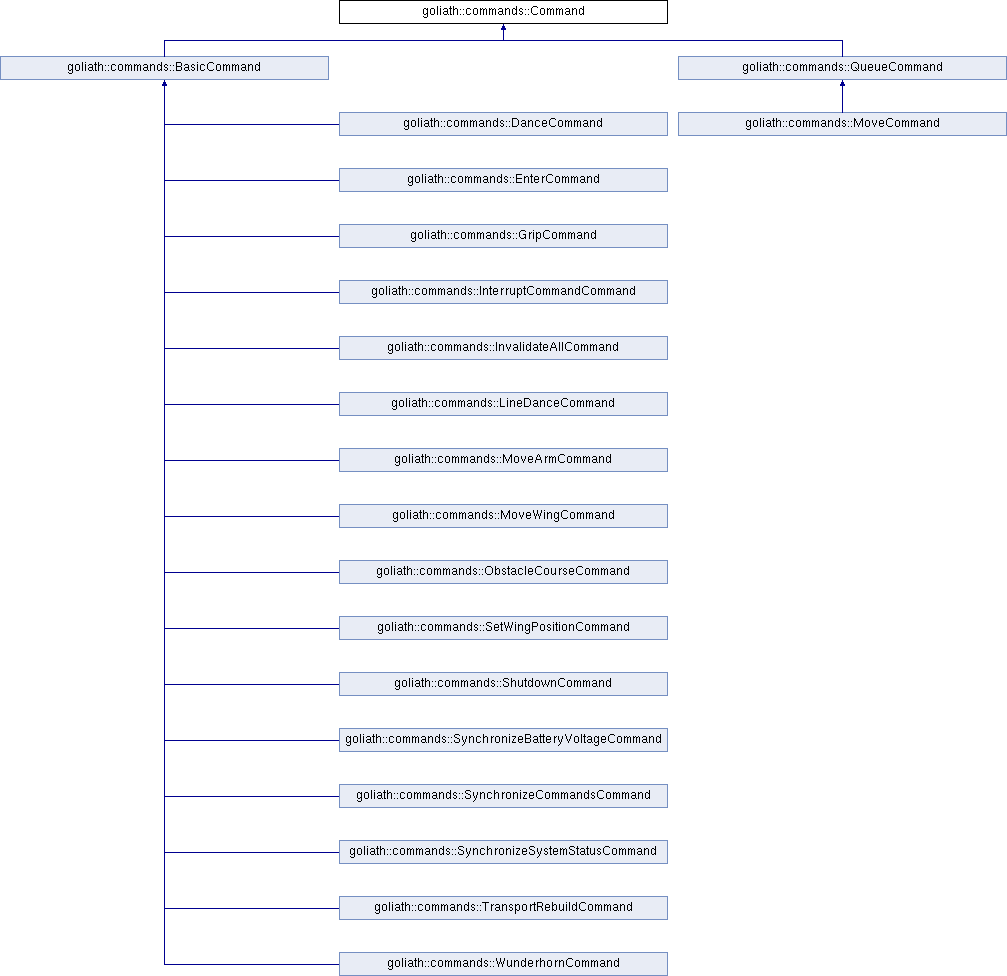 goliath::commands::Command
goliath::commands::BasicCommand
goliath::commands::QueueCommand
goliath::commands::DanceCommand
goliath::commands::MoveCommand
goliath::commands::EnterCommand
goliath::commands::GripCommand
goliath::commands::InterruptCommandCommand
goliath::commands::InvalidateAllCommand
goliath::commands::LineDanceCommand
goliath::commands::MoveArmCommand
goliath::commands::MoveWingCommand
goliath::commands::ObstacleCourseCommand
goliath::commands::SetWingPositionCommand
goliath::commands::ShutdownCommand
goliath::commands::SynchronizeBatteryVoltageCommand
goliath::commands::SynchronizeCommandsCommand
goliath::commands::SynchronizeSystemStatusCommand
goliath::commands::TransportRebuildCommand
goliath::commands::WunderhornCommand